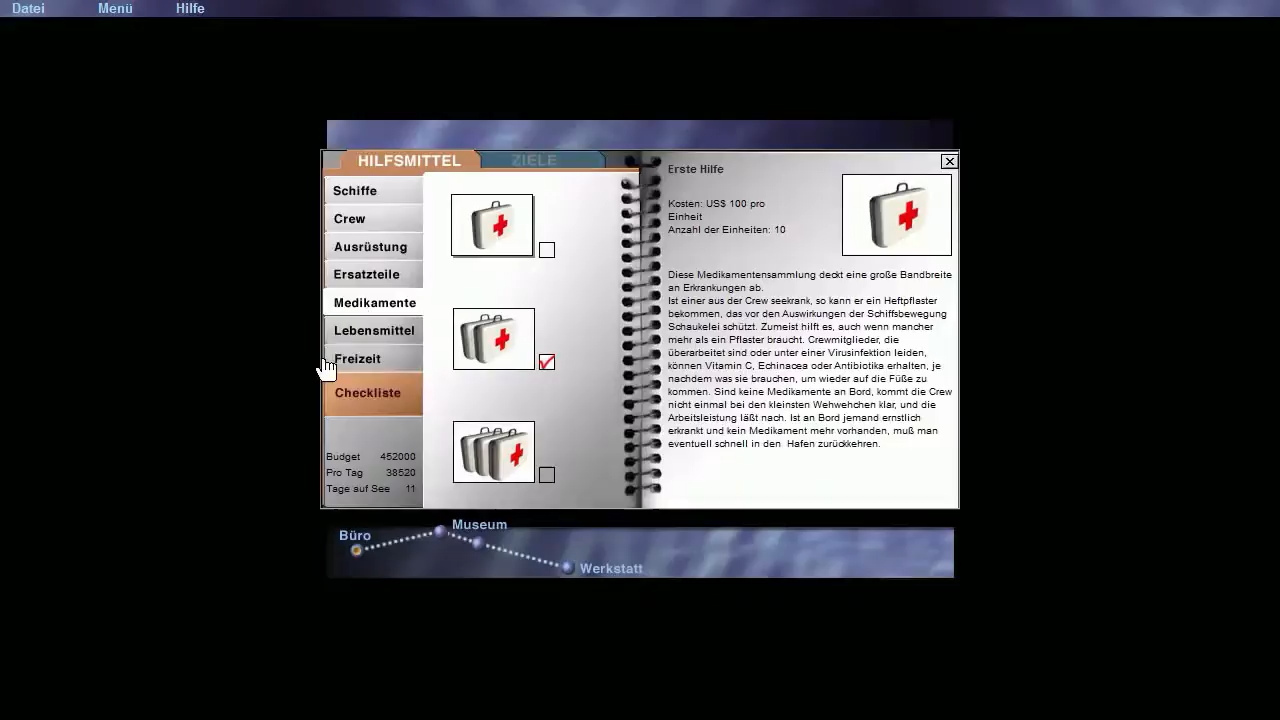 Datei Menü Hilfe
HILFSMITTEL ZIELE
Schiffe
Crew
Ausrüstung
Ersatzteile
Medikamente
Lebensmittel
Freizeit
Checkliste
Budget 452000
Pro Tag 38520
Tage auf See 11
Erste Hilfe
Kosten: US$ 100 pro
Einheit
Anzahl der Einheiten: 10
Diese Medikamentensammlung deckt eine große Bandbreite
an Erkrankungen ab.
Ist einer aus der Crew seekrank, so kann er ein Heftpflaster
bekommen, das vor den Auswirkungen der Schiffsbewegung
Schaukelei schützt. Zumeist hilft es, auch wenn mancher
mehr als ein Pflaster braucht. Crewmitglieder, die
überarbeitet sind oder unter einer Virusinfektion leiden,
können Vitamin C, Echinacea oder Antibiotika erhalten, je
nachdem was sie brauchen, um wieder auf die Füße zu
kommen. Sind keine Medikamente an Bord, kommt die Crew
nicht einmal bei den kleinsten Wehwehchen klar, und die
Arbeitsleistung läßt nach. Ist an Bord jemand ernstlich
erkrankt und kein Medikament mehr vorhanden, muß man
eventuell schnell in den Hafen zurückkehren.
Büro
Museum
Werkstatt